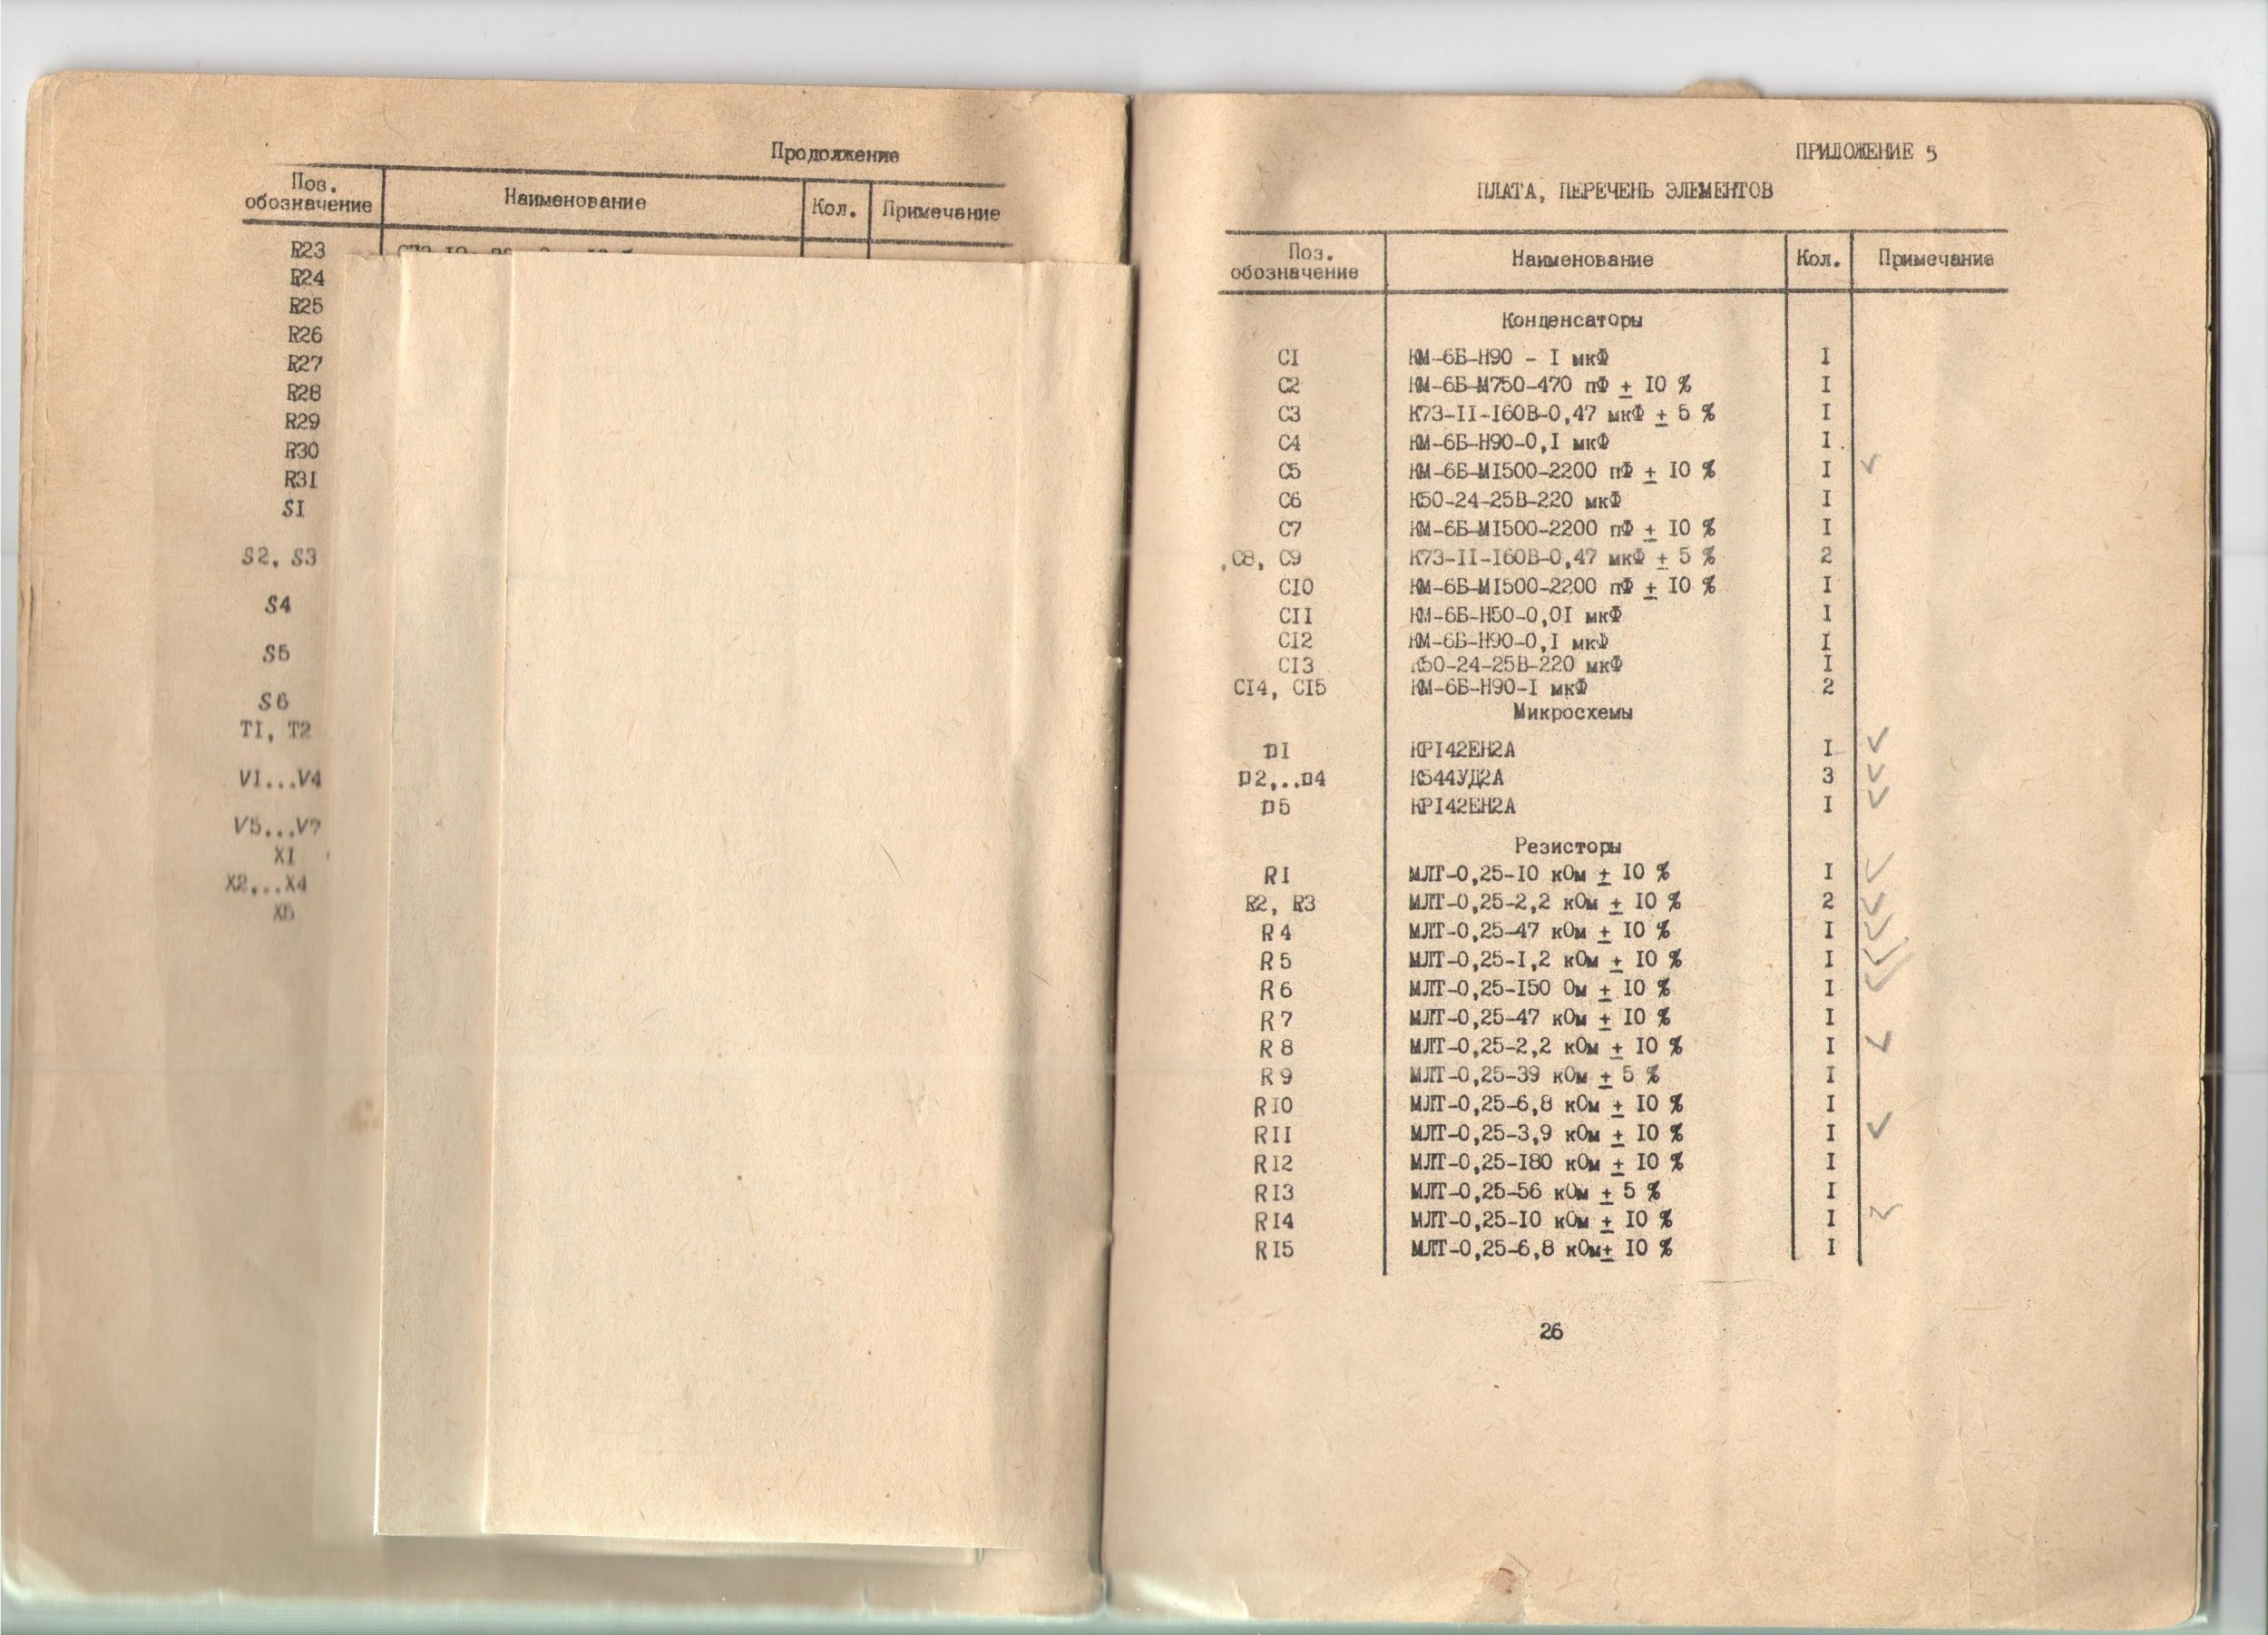 Продолжение
Поз. обозначение Наименование Кол. Примечание
R23
R24
R25
R26
R27
R28
R29
R30
R3I
SI
S2, S3
S4
S5
S6
TI, T2
VI...V4
V5...V7
XI
X2,..X4
X5
ПРИЛОЖЕНИЕ 5
ПЛАТА, ПЕРЕЧЕНЬ ЭЛЕМЕНТОВ
Поз. обозначение Наименование Кол. Примечание
Конденсаторы
CI КМ-6Б-Н90 - I мкФ I
C2 КМ-6Б-М750-470 пФ ± I0 % I
C3 К73-II-I60В-0,47 мкФ ± 5 % I
C4 КМ-6Б-Н90-0,I мкФ I
C5 КМ-6Б-МI500-2200 пФ ± I0 % I ✓
C6 К50-24-25В-220 мкФ I
C7 КМ-6Б-МI500-2200 пФ ± I0 % I
C8, C9 К73-II-I60В-0,47 мкФ ± 5 % 2
CI0 КМ-6Б-МI500-2200 пФ ± I0 % I
CII КМ-6Б-Н50-0,0I мкФ I
CI2 КМ-6Б-Н90-0,I мкФ I
CI3 К50-24-25В-220 мкФ I
CI4, CI5 КМ-6Б-Н90-I мкФ 2
Микросхемы
DI КРI42ЕН2А I ✓
D2,..D4 К544УД2А 3 ✓
D5 КРI42ЕН2А I ✓
Резисторы
RI МЛТ-0,25-I0 кОм ± I0 % I ✓
R2, R3 МЛТ-0,25-2,2 кОм ± I0 % 2 ✓
R4 МЛТ-0,25-47 кОм ± I0 % I ✓
R5 МЛТ-0,25-I,2 кОм ± I0 % I ✓
R6 МЛТ-0,25-I50 Ом ± I0 % I ✓
R7 МЛТ-0,25-47 кОм ± I0 % I
R8 МЛТ-0,25-2,2 кОм ± I0 % I ✓
R9 МЛТ-0,25-39 кОм ± 5 % I
RI0 МЛТ-0,25-6,8 кОм ± I0 % I
RII МЛТ-0,25-3,9 кОм ± I0 % I ✓
RI2 МЛТ-0,25-I80 кОм ± I0 % I
RI3 МЛТ-0,25-56 кОм ± 5 % I
RI4 МЛТ-0,25-I0 кОм ± I0 % I ✓
RI5 МЛТ-0,25-6,8 кОм± I0 % I
26